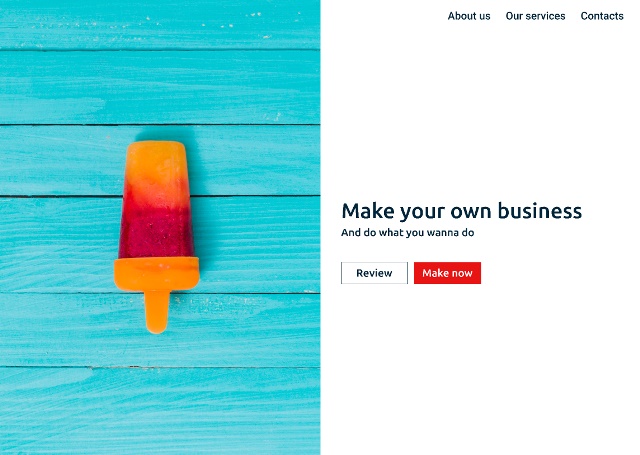 About us Our services Contacts
Make your own business
And do what you wanna do
Review Make now